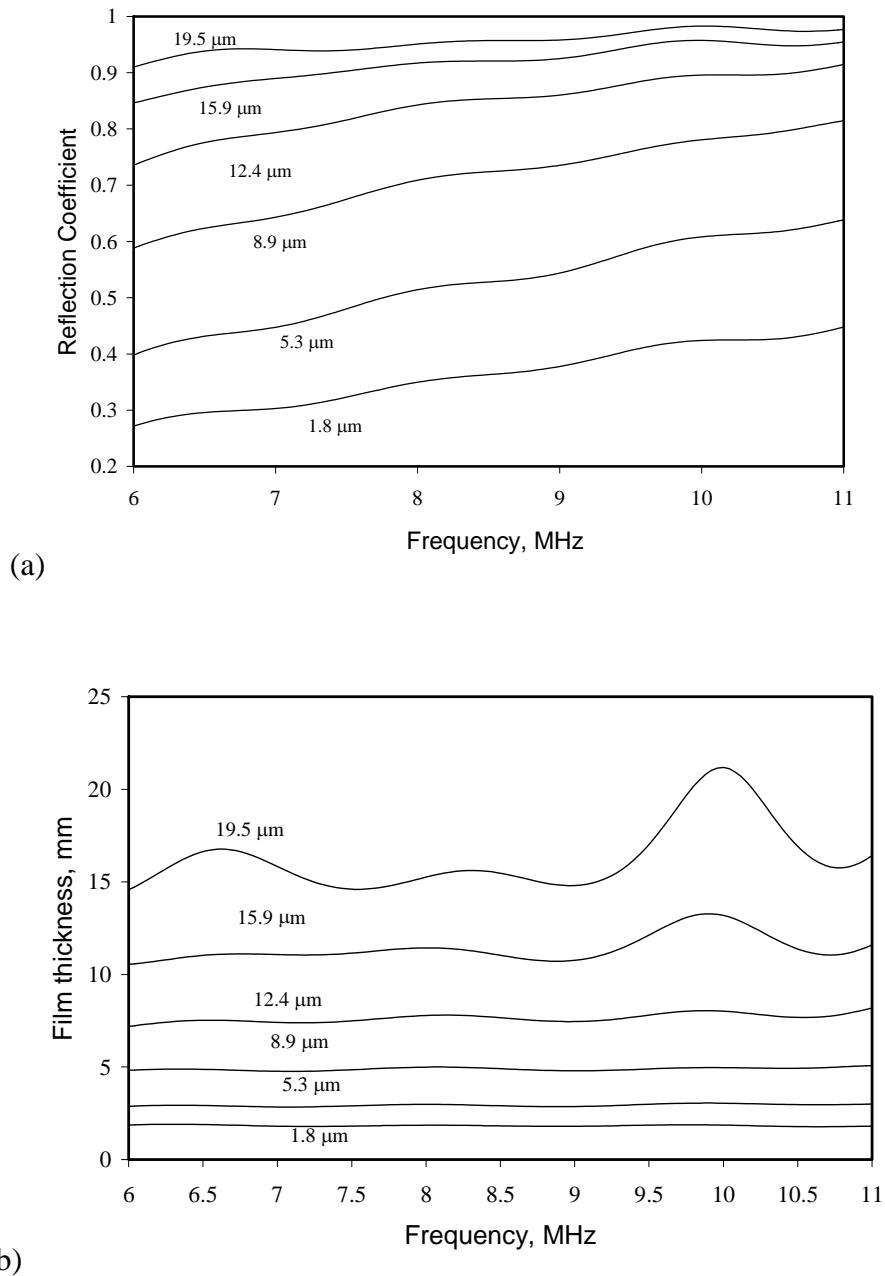 1
0.9
0.8
0.7
0.6
0.5
0.4
0.3
0.2
Reflection Coefficient
19.5 μm
15.9 μm
12.4 μm
8.9 μm
5.3 μm
1.8 μm
6 7 8 9 10 11
Frequency, MHz
(a)
25
20
15
10
5
0
Film thickness, mm
19.5 μm
15.9 μm
12.4 μm
8.9 μm
5.3 μm
1.8 μm
6 6.5 7 7.5 8 8.5 9 9.5 10 10.5 11
Frequency, MHz
b)